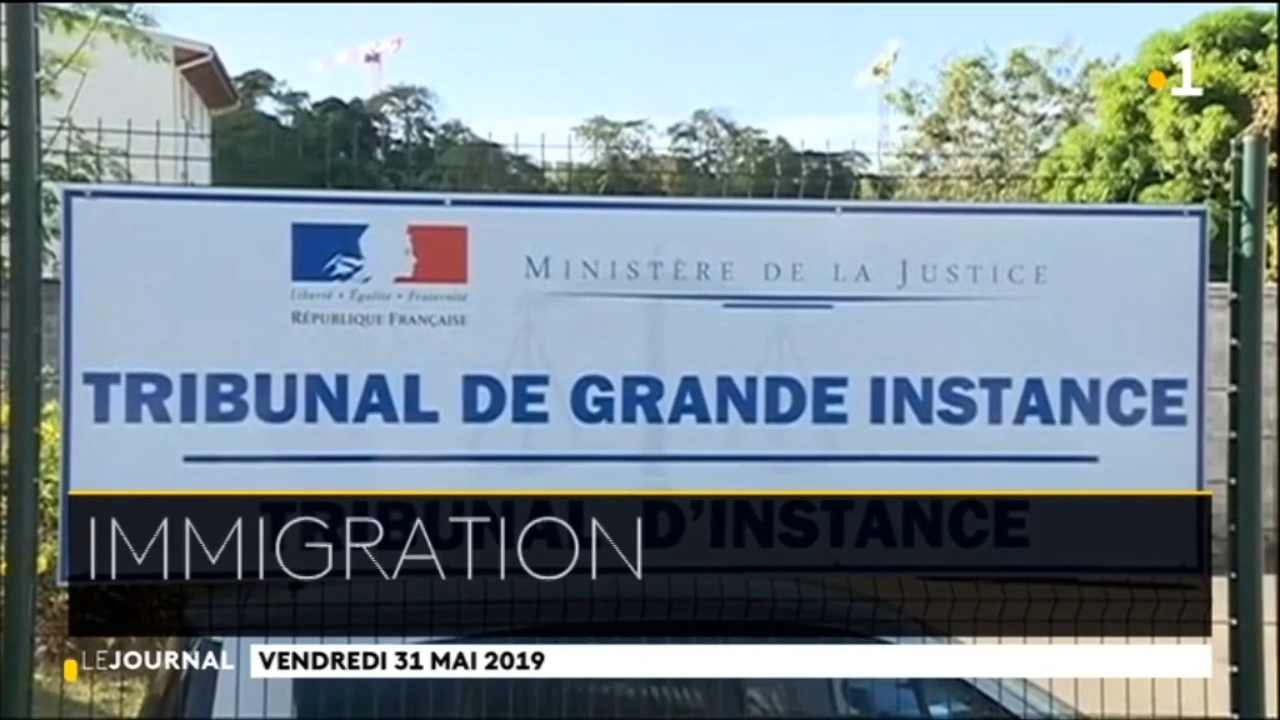 1
Liberté • Égalité • Fraternité
RÉPUBLIQUE FRANÇAISE
MINISTÈRE DE LA JUSTICE
TRIBUNAL DE GRANDE INSTANCE
TRIBUNAL D'INSTANCE
IMMIGRATION
LEJOURNAL
VENDREDI 31 MAI 2019